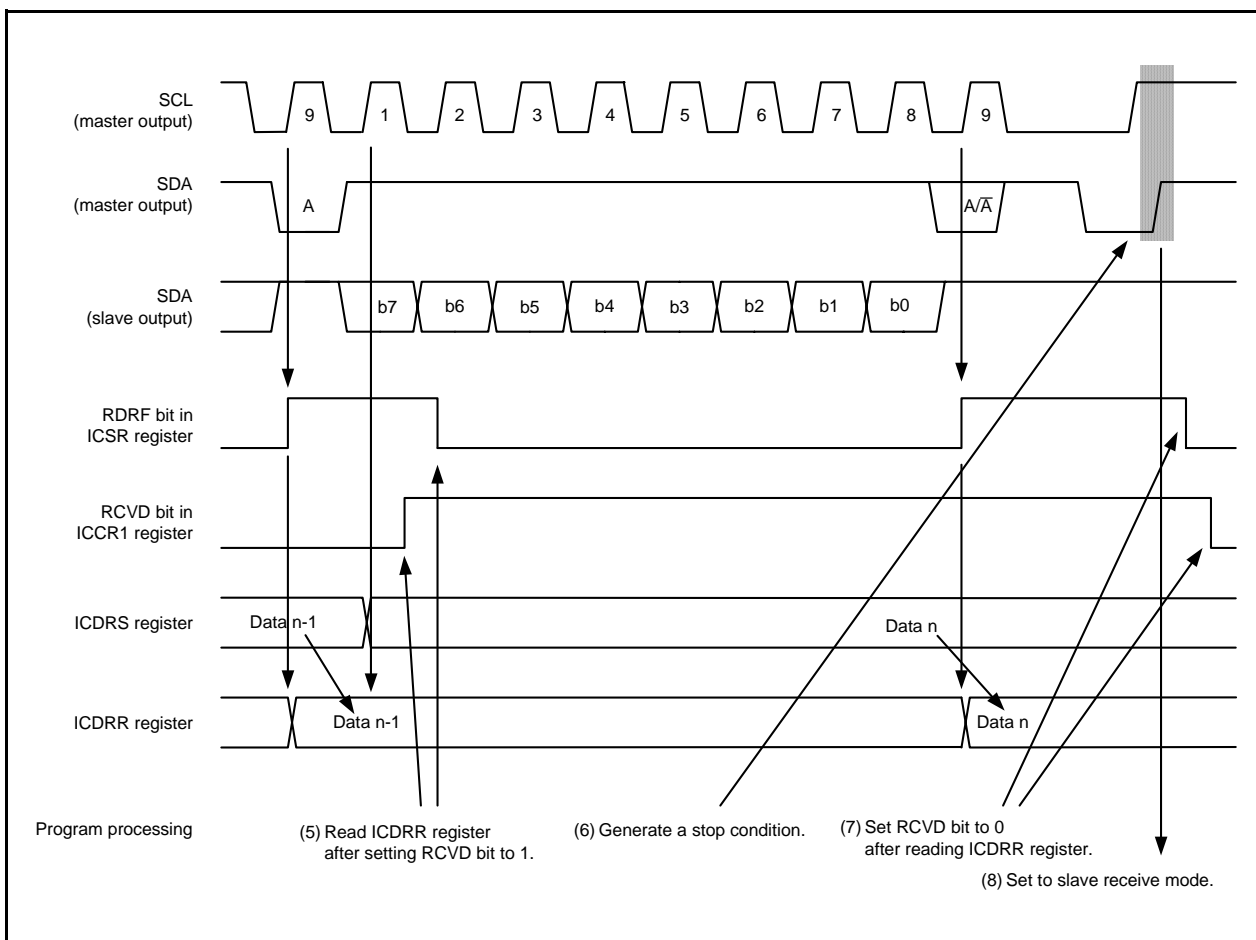 SCL
(master output)
9 1 2 3 4 5 6 7 8 9
SDA
(master output)
A A/A̅
SDA
(slave output)
b7 b6 b5 b4 b3 b2 b1 b0
RDRF bit in
ICSR register
RCVD bit in
ICCR1 register
ICDRS register
Data n-1 Data n
ICDRR register
Data n-1 Data n
Program processing
(5) Read ICDRR register
after setting RCVD bit to 1.
(6) Generate a stop condition.
(7) Set RCVD bit to 0
after reading ICDRR register.
(8) Set to slave receive mode.